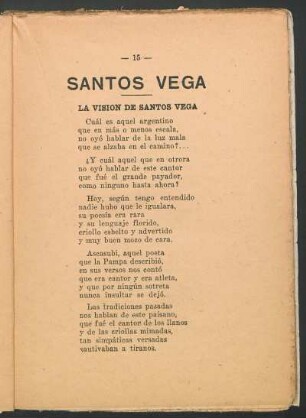 — 15 —
SANTOS VEGA
LA VISION DE SANTOS VEGA
Cuál es aquel argentino
que en más o menos escala,
no oyó hablar de la luz mala
que se alzaba en el camino?...
¿Y cuál aquel que en otrora
no oyó hablar de este cantor
que fué el grande payador,
como ninguno hasta ahora?
Hoy, según tengo entendido
nadie hubo que le igualara,
su poesía era rara
y su lenguaje florido,
criollo esbelto y advertido
y muy buen mozo de cara.
Ascasubi, aquel poeta
que la Pampa describió,
en sus versos nos contó
que era cantor y era atleta,
y que por ningún sotreta
nunca insultar se dejó.
Las tradiciones pasadas
nos hablan de este paisano,
que fué el cantor de los llanos
y de las criollas mimadas,
tan simpáticas versadas
cautivaban a tiranos.